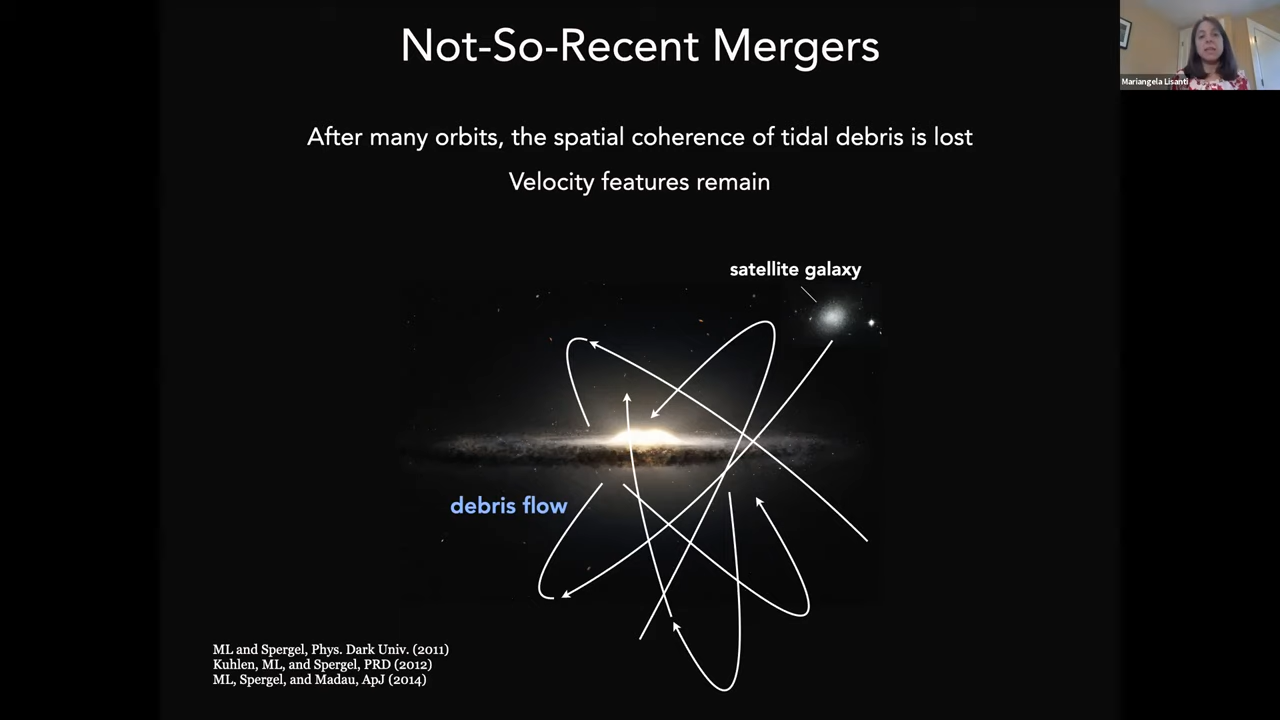 Not-So-Recent Mergers
Mariangela Lisanti
After many orbits, the spatial coherence of tidal debris is lost
Velocity features remain
satellite galaxy
debris flow
ML and Spergel, Phys. Dark Univ. (2011)
Kuhlen, ML, and Spergel, PRD (2012)
ML, Spergel, and Madau, ApJ (2014)